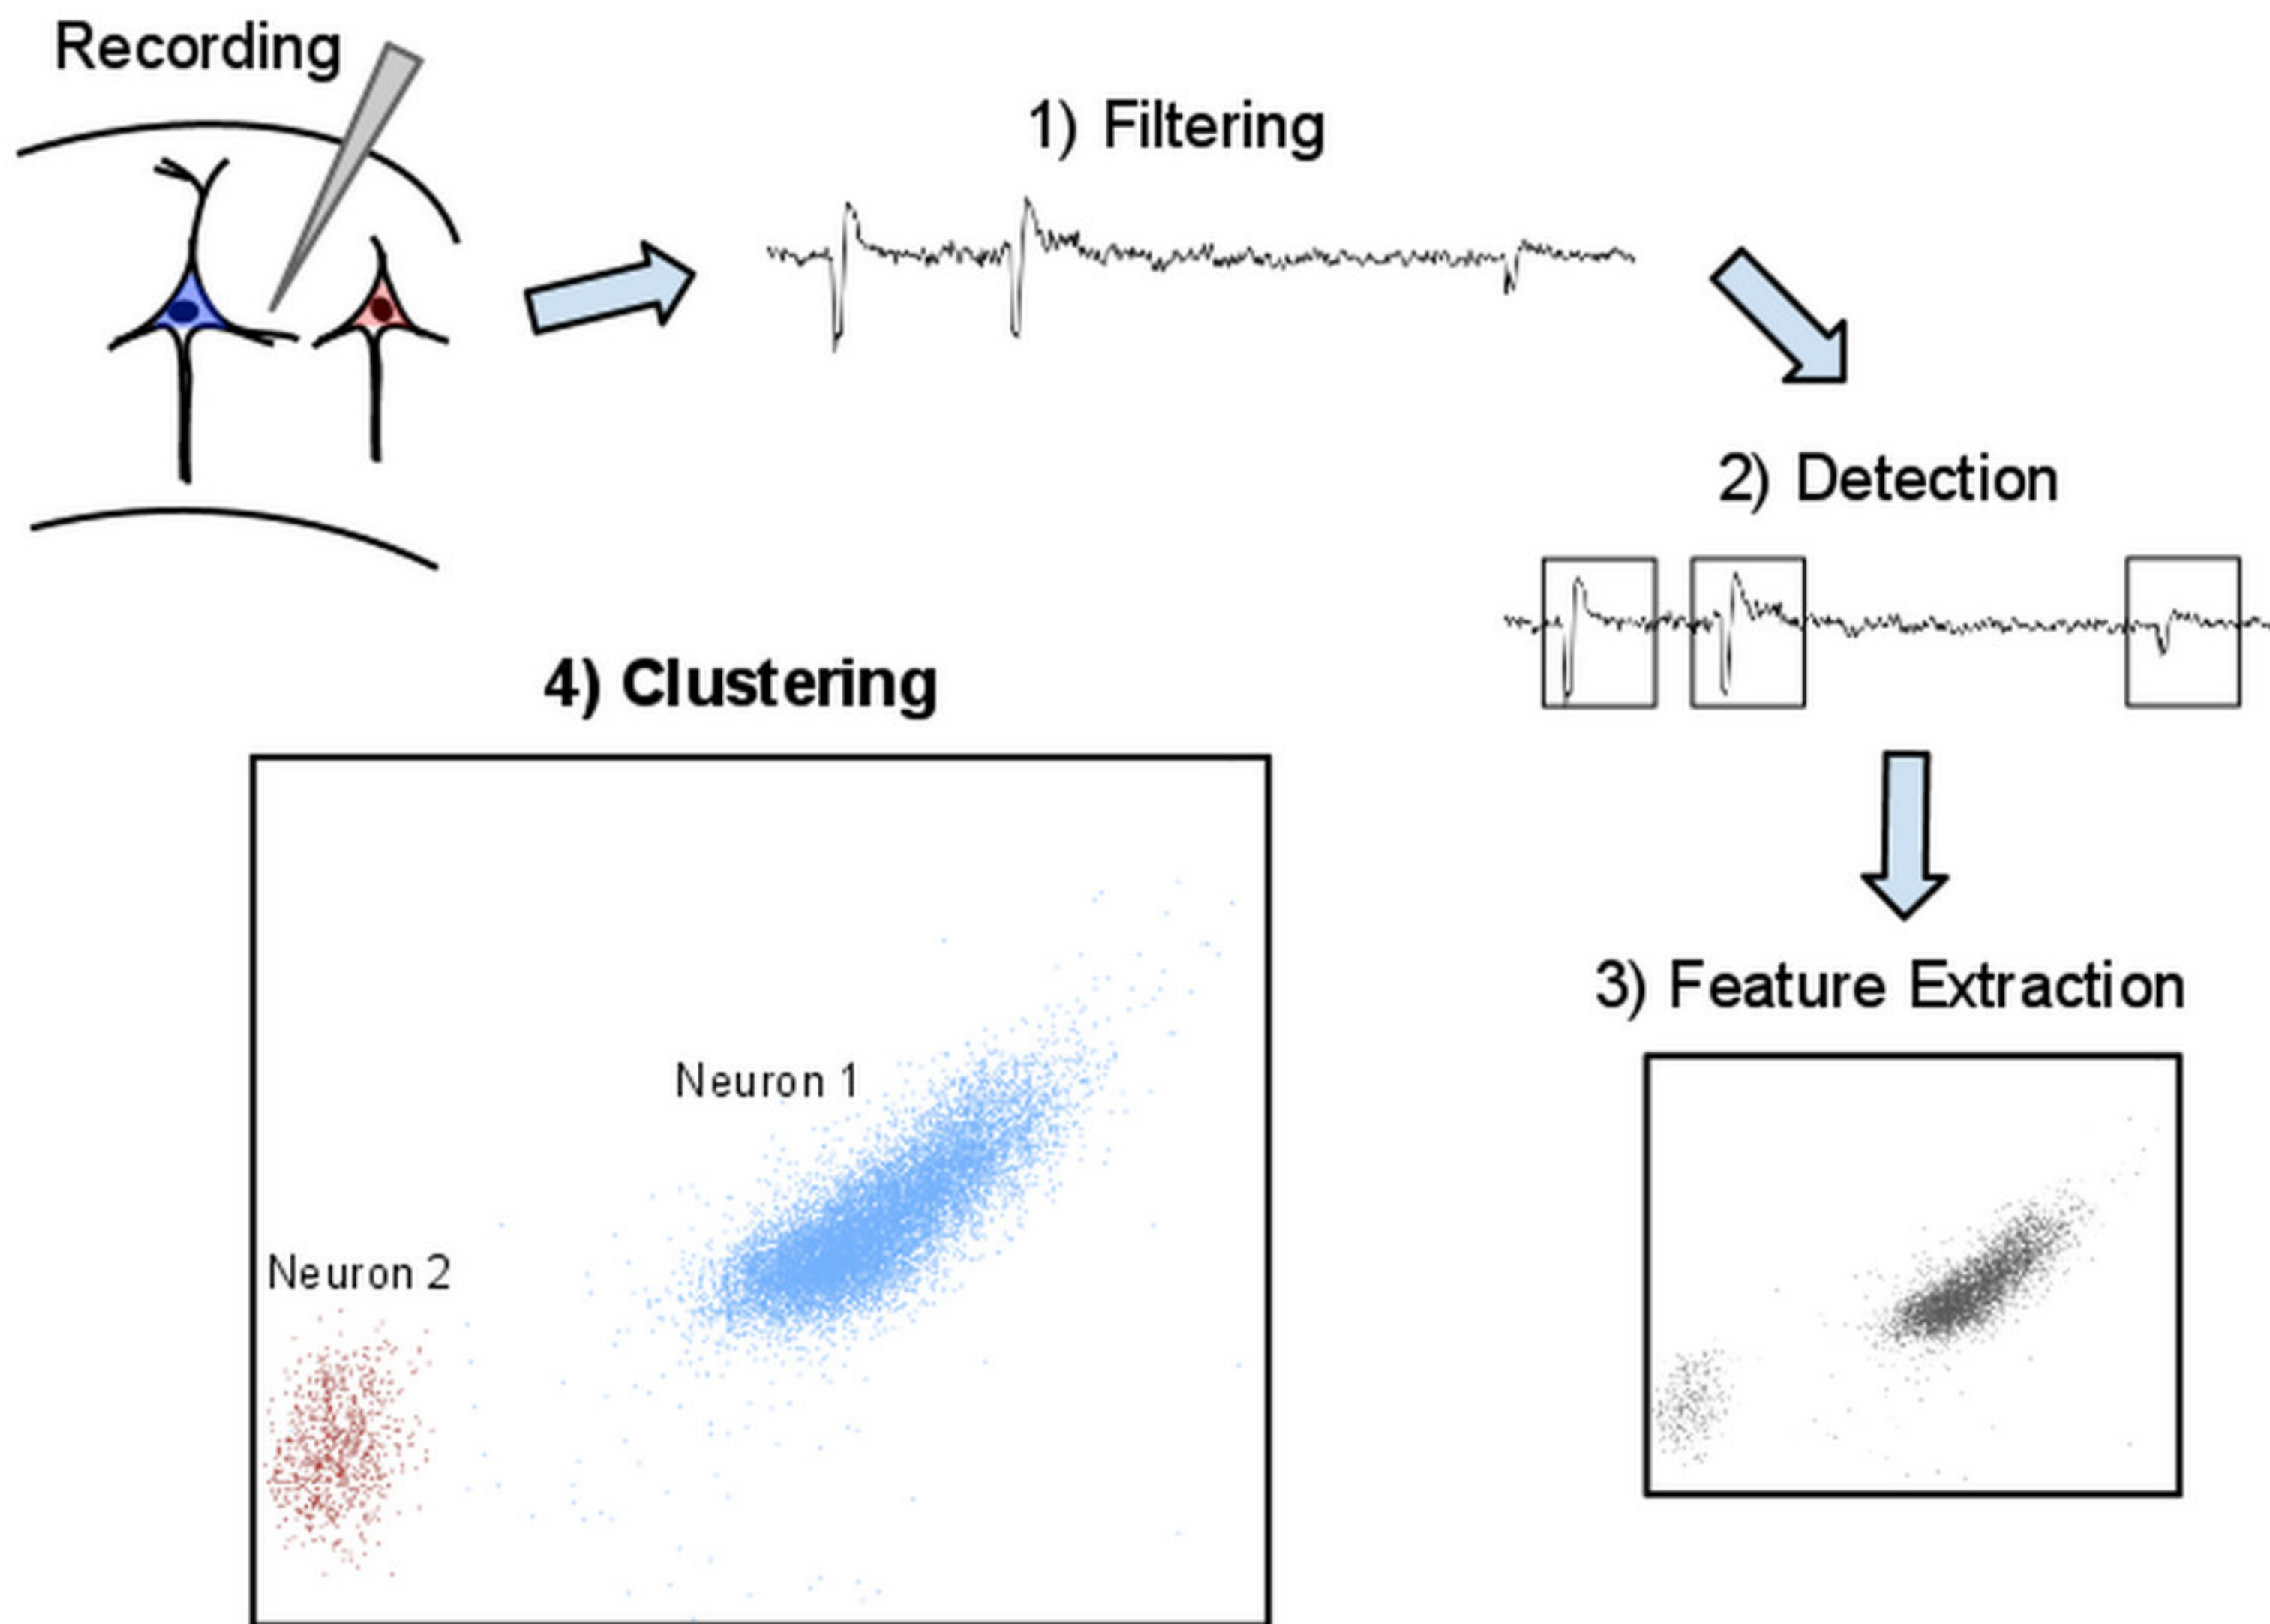 Recording
1) Filtering
2) Detection
3) Feature Extraction
4) Clustering
Neuron 1
Neuron 2